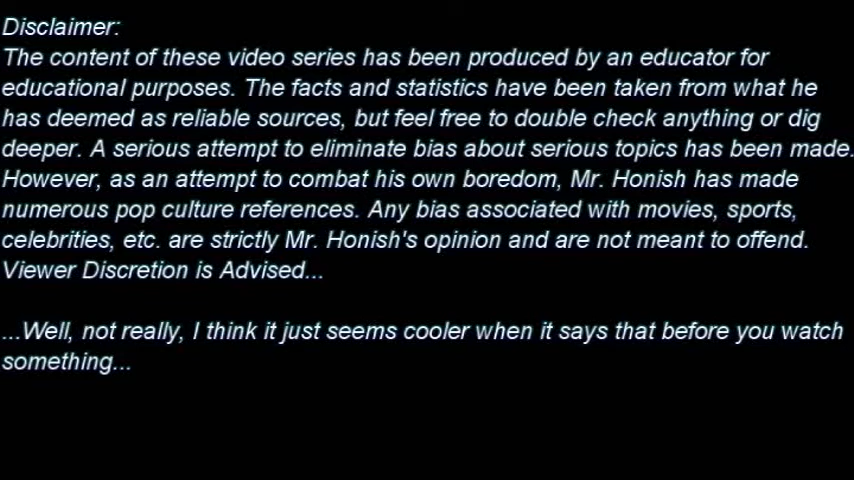 Disclaimer:
The content of these video series has been produced by an educator for
educational purposes. The facts and statistics have been taken from what he
has deemed as reliable sources, but feel free to double check anything or dig
deeper. A serious attempt to eliminate bias about serious topics has been made.
However, as an attempt to combat his own boredom, Mr. Honish has made
numerous pop culture references. Any bias associated with movies, sports,
celebrities, etc. are strictly Mr. Honish's opinion and are not meant to offend.
Viewer Discretion is Advised...
...Well, not really, I think it just seems cooler when it says that before you watch
something...